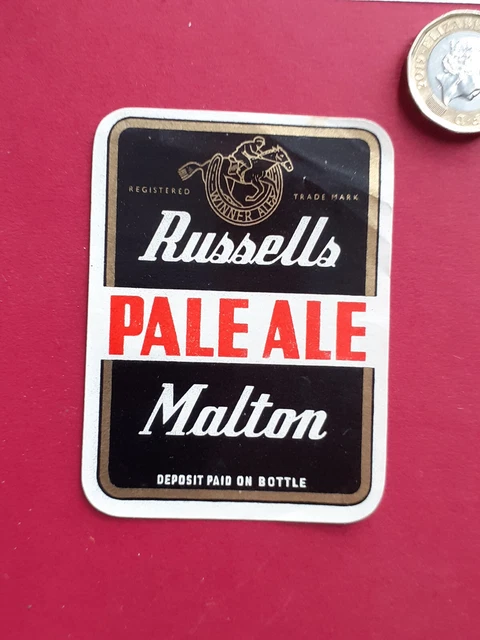 REGISTERED
TRADE MARK
WINNER ALES
Russells
PALE ALE
Malton
DEPOSIT PAID ON BOTTLE